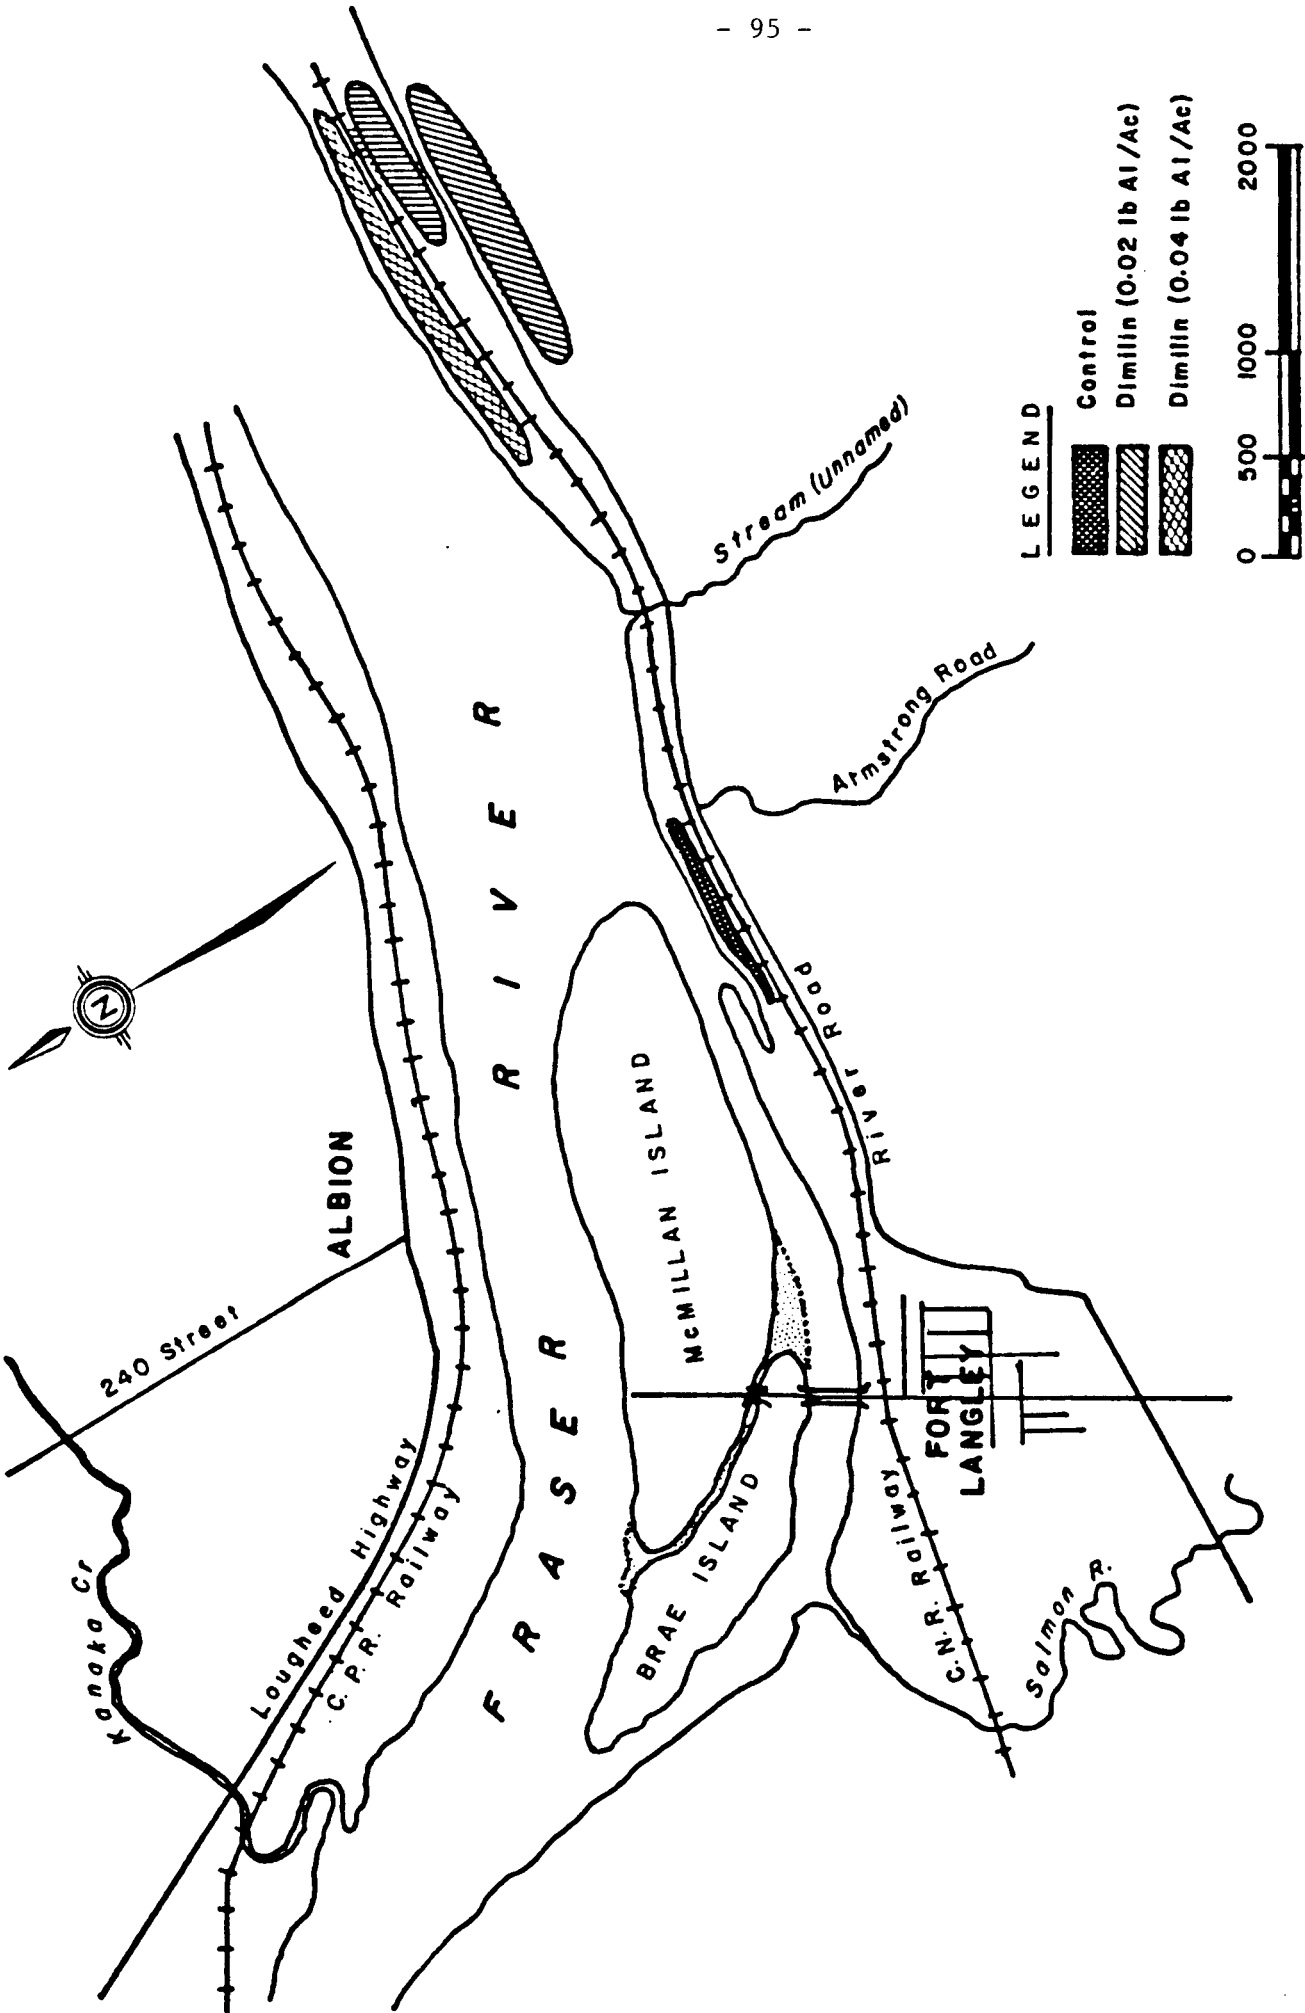 - 95 -
Kanaka Cr
240 Street
ALBION
N
Lougheed Highway
C. P. R. Railway
FRASER RIVER
McMILLAN ISLAND
BRAE ISLAND
River Road
Armstrong Road
Stream (Unnamed)
C.N.R. Railway
FORT
LANGLEY
Salmon R.
LEGEND
Control
Dimilin (0.02 lb AI/Ac)
Dimilin (0.04 lb AI/Ac)
0 500 1000 2000